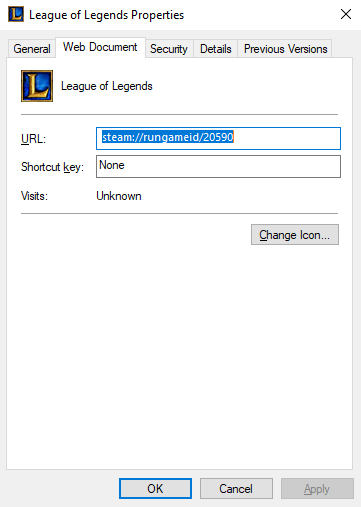 League of Legends Properties
General Web Document Security Details Previous Versions
League of Legends
URL: steam://rungameid/20590
Shortcut key: None
Visits: Unknown
Change Icon...
OK Cancel Apply